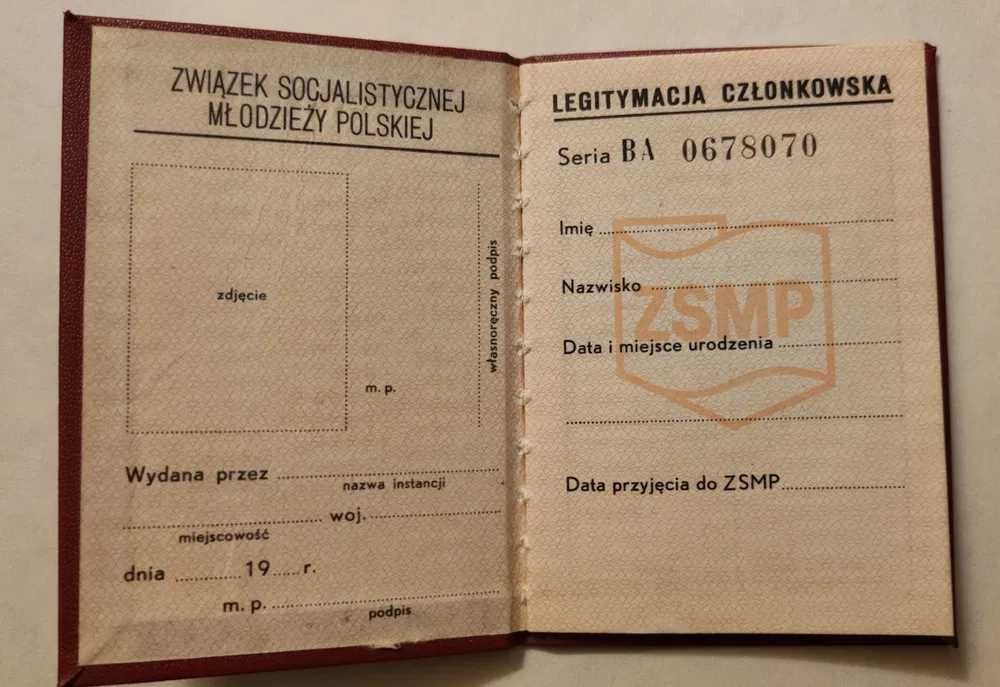 ZWIĄZEK SOCJALISTYCZNEJ
MŁODZIEŻY POLSKIEJ
zdjęcie
własnoręczny podpis
m. p.
Wydana przez
nazwa instancji
woj.
miejscowość
dnia 19 r.
m. p.
podpis
LEGITYMACJA CZŁONKOWSKA
Seria BA 0678070
Imię
Nazwisko
ZSMP
Data i miejsce urodzenia
Data przyjęcia do ZSMP